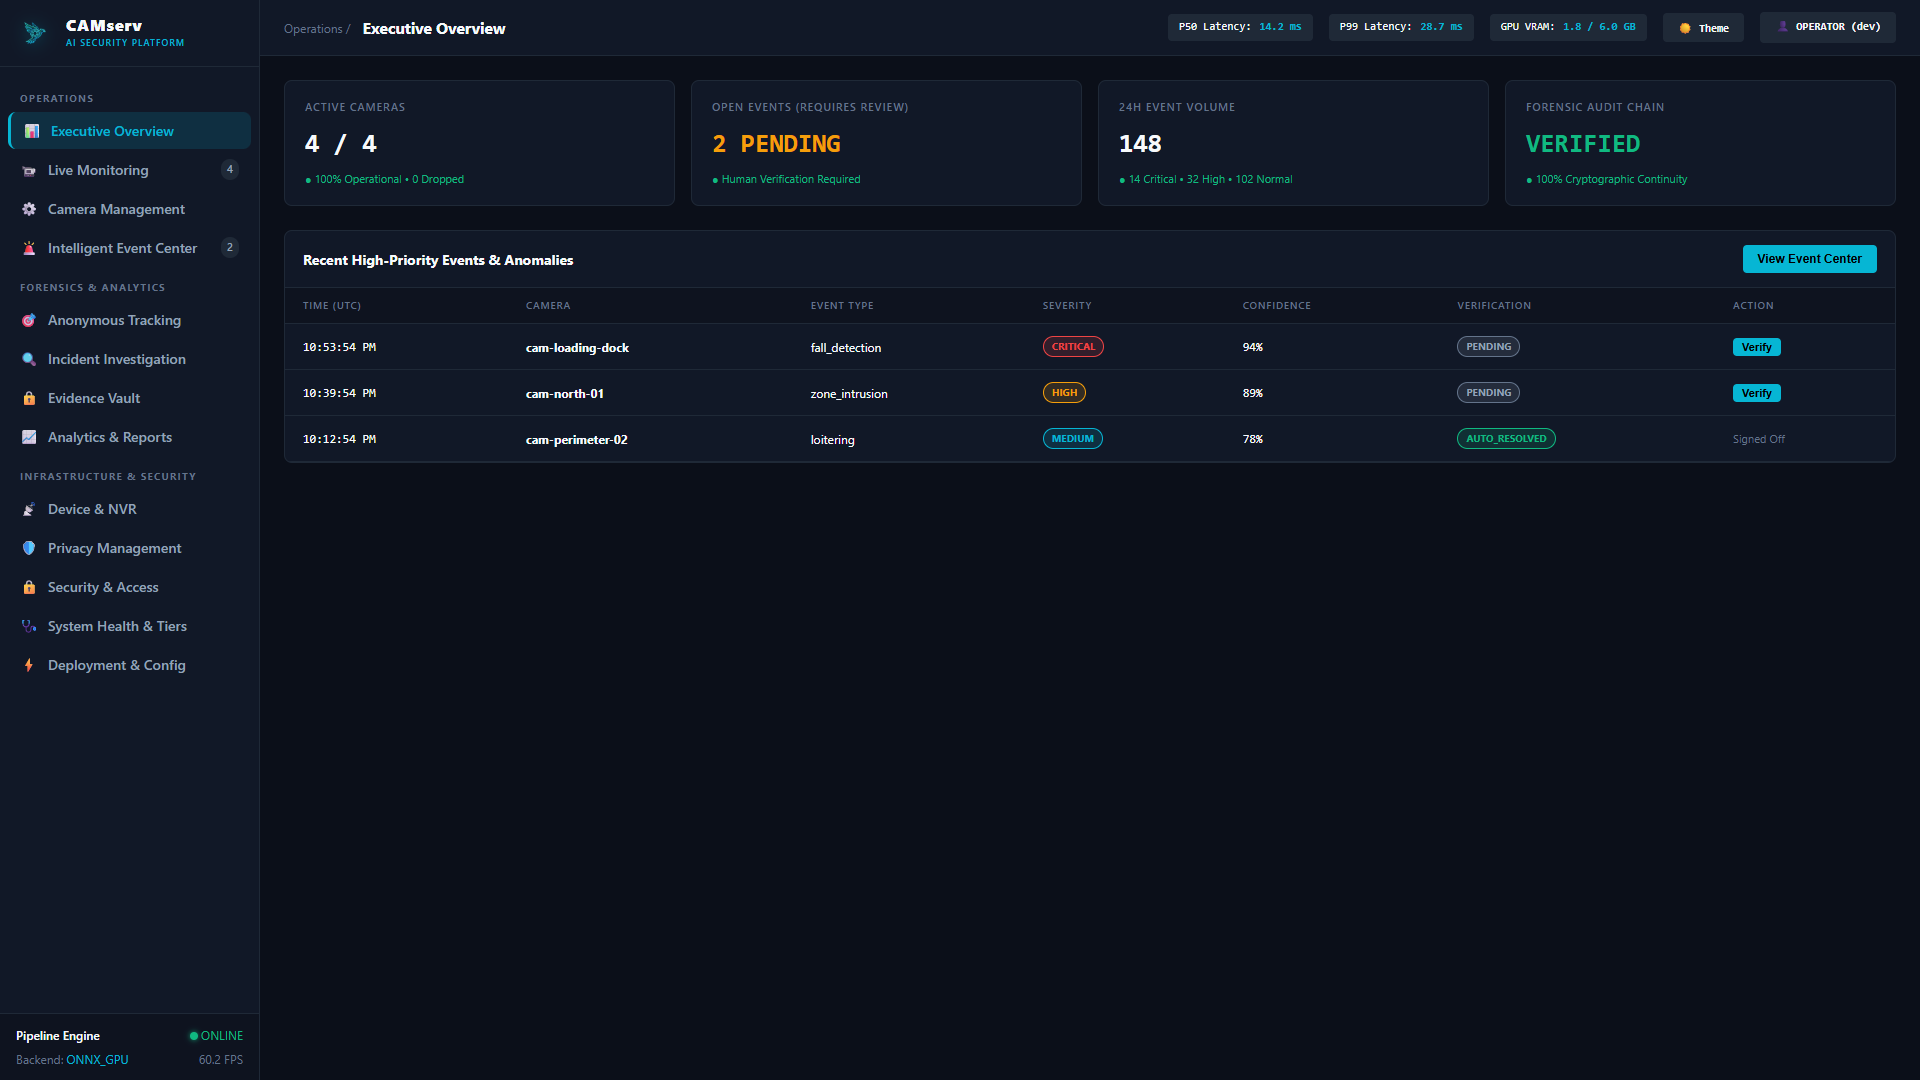 CAMserv
AI SECURITY PLATFORM
OPERATIONS
Executive Overview
Live Monitoring 4
Camera Management
Intelligent Event Center 2
FORENSICS & ANALYTICS
Anonymous Tracking
Incident Investigation
Evidence Vault
Analytics & Reports
INFRASTRUCTURE & SECURITY
Device & NVR
Privacy Management
Security & Access
System Health & Tiers
Deployment & Config
Pipeline Engine ONLINE
Backend: ONNX_GPU 60.2 FPS
Operations / Executive Overview P50 Latency: 14.2 ms P99 Latency: 28.7 ms GPU VRAM: 1.8 / 6.0 GB Theme OPERATOR (dev)
ACTIVE CAMERAS
4 / 4
● 100% Operational • 0 Dropped
OPEN EVENTS (REQUIRES REVIEW)
2 PENDING
● Human Verification Required
24H EVENT VOLUME
148
● 14 Critical • 32 High • 102 Normal
FORENSIC AUDIT CHAIN
VERIFIED
● 100% Cryptographic Continuity
Recent High-Priority Events & Anomalies View Event Center
TIME (UTC) CAMERA EVENT TYPE SEVERITY CONFIDENCE VERIFICATION ACTION
10:53:54 PM cam-loading-dock fall_detection CRITICAL 94% PENDING Verify
10:39:54 PM cam-north-01 zone_intrusion HIGH 89% PENDING Verify
10:12:54 PM cam-perimeter-02 loitering MEDIUM 78% AUTO_RESOLVED Signed Off